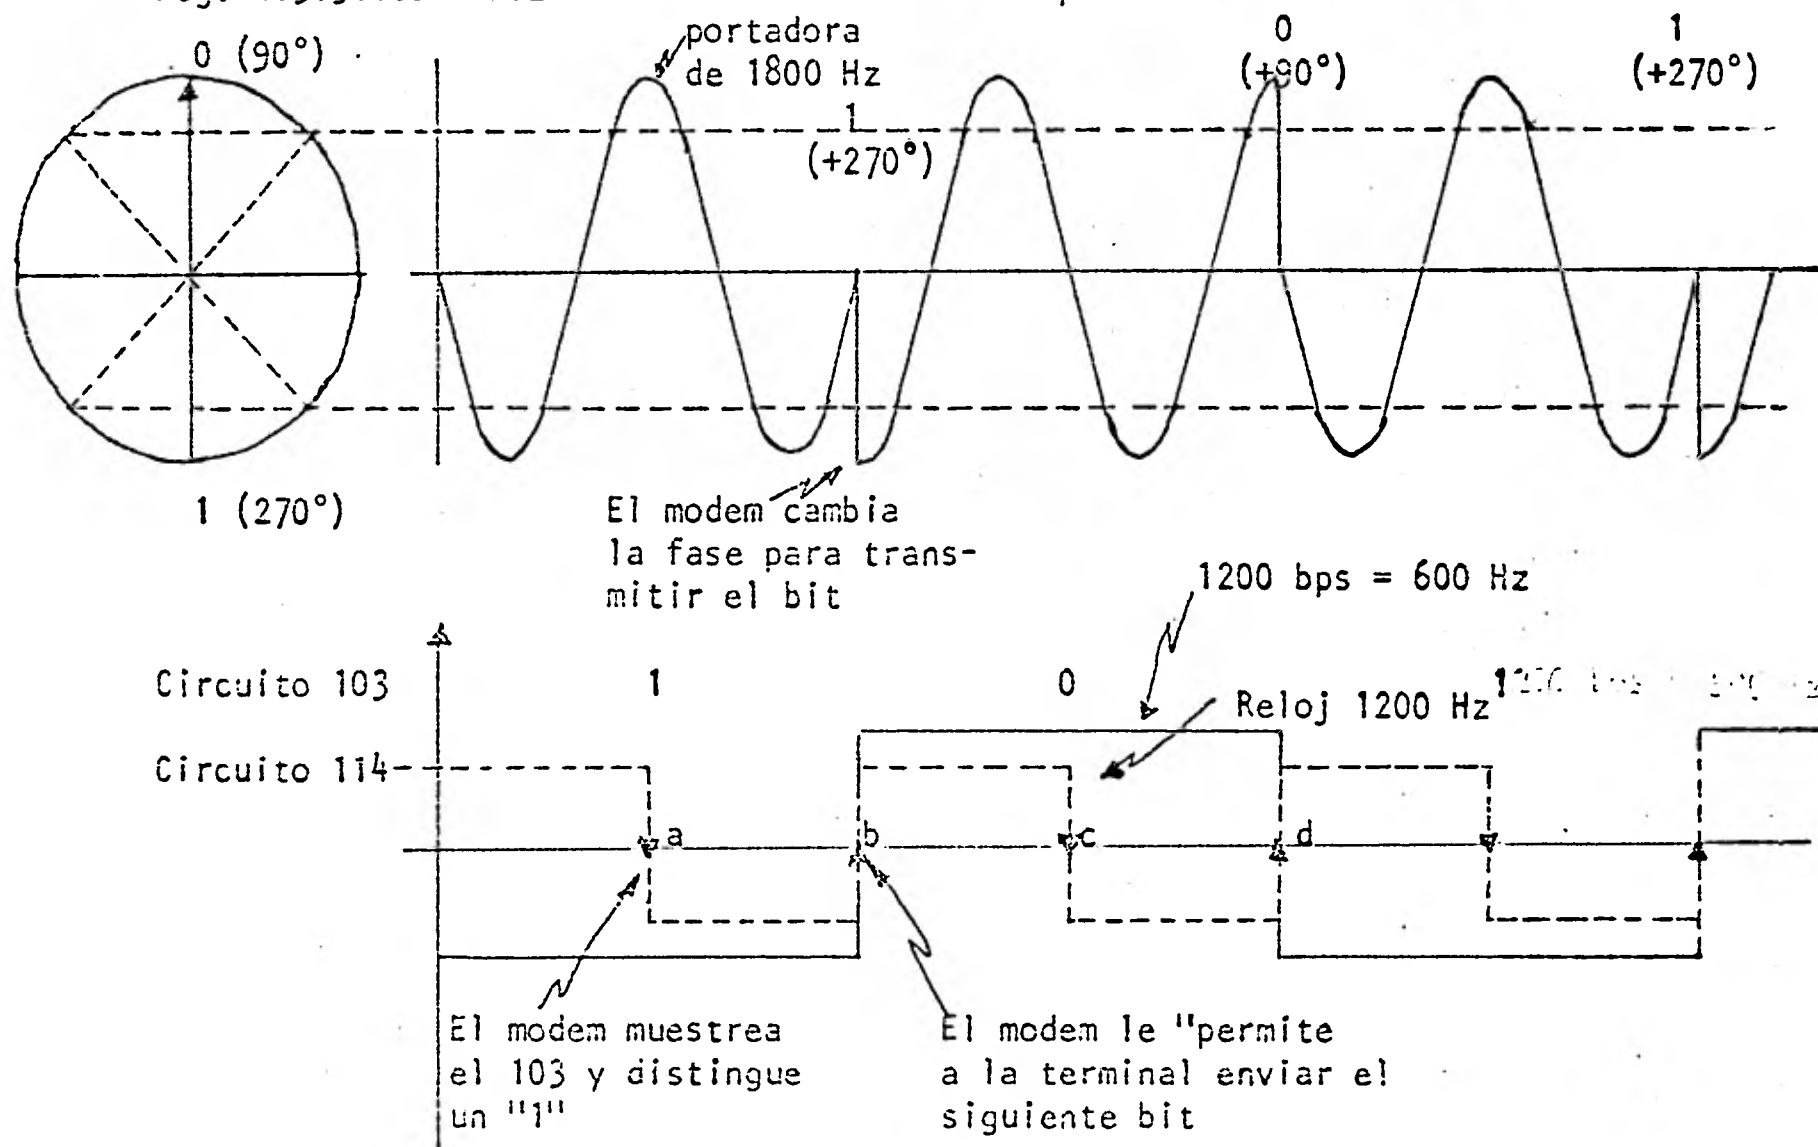 0 (90°)
portadora
de 1800 Hz
1
(+270°)
0
(+90°)
1
(+270°)
1 (270°)
El modem cambia
la fase para trans-
mitir el bit
1200 bps = 600 Hz
Circuito 103
1
0
1
Reloj 1200 Hz
Circuito 114
a
b
c
d
El modem muestrea
el 103 y distingue
un "1"
El modem le "permite
a la terminal enviar el
siguiente bit